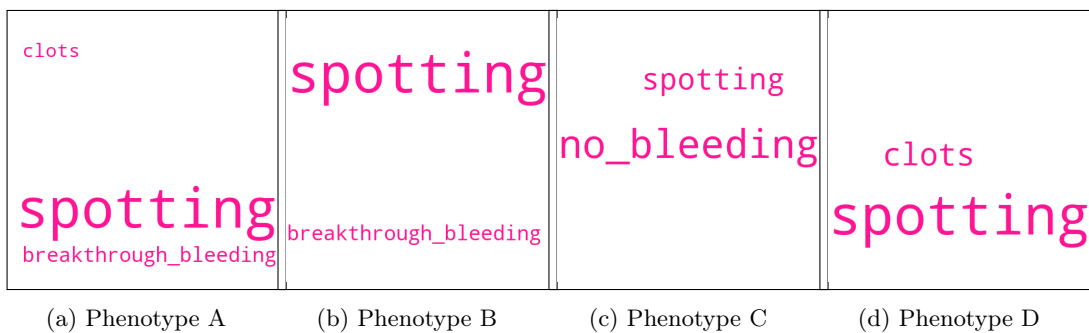 clots
spotting
breakthrough_bleeding
(a) Phenotype A
spotting
breakthrough_bleeding
(b) Phenotype B
spotting
no_bleeding
(c) Phenotype C
clots
spotting
(d) Phenotype D